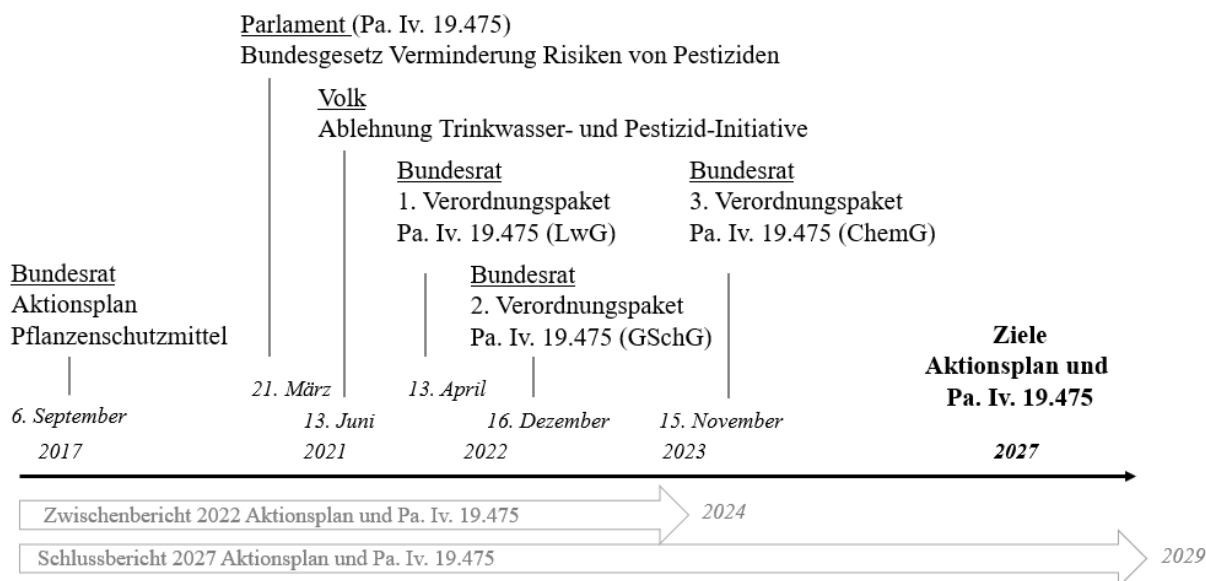 Parlament (Pa. Iv. 19.475)
Bundesgesetz Verminderung Risiken von Pestiziden
Volk
Ablehnung Trinkwasser- und Pestizid-Initiative
Bundesrat
1. Verordnungspaket
Pa. Iv. 19.475 (LwG)
Bundesrat
3. Verordnungspaket
Pa. Iv. 19.475 (ChemG)
Bundesrat
Aktionsplan
Pflanzenschutzmittel
Bundesrat
2. Verordnungspaket
Pa. Iv. 19.475 (GSchG)
Ziele
Aktionsplan und
Pa. Iv. 19.475
21. März
13. April
6. September
13. Juni
16. Dezember
15. November
2017
2021
2022
2023
2027
Zwischenbericht 2022 Aktionsplan und Pa. Iv. 19.475
2024
Schlussbericht 2027 Aktionsplan und Pa. Iv. 19.475
2029